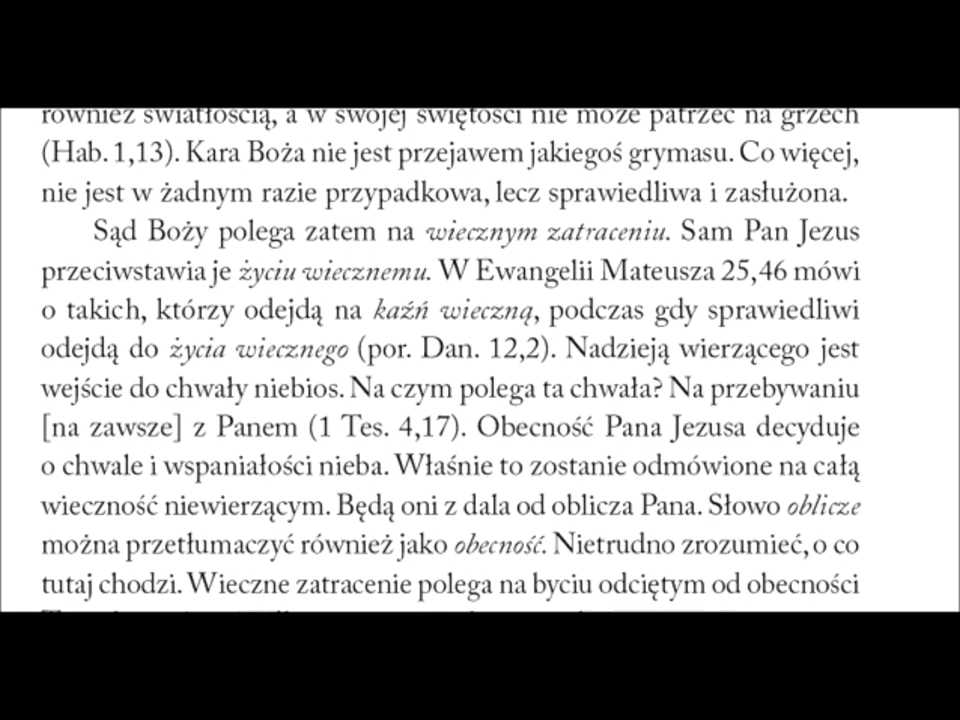 również światłością, a w swojej świętości nie może patrzeć na grzech
(Hab. 1,13). Kara Boża nie jest przejawem jakiegoś grymasu. Co więcej,
nie jest w żadnym razie przypadkowa, lecz sprawiedliwa i zasłużona.
Sąd Boży polega zatem na wiecznym zatraceniu. Sam Pan Jezus
przeciwstawia je życiu wiecznemu. W Ewangelii Mateusza 25,46 mówi
o takich, którzy odejdą na kaźń wieczną, podczas gdy sprawiedliwi
odejdą do życia wiecznego (por. Dan. 12,2). Nadzieją wierzącego jest
wejście do chwały niebios. Na czym polega ta chwała? Na przebywaniu
[na zawsze] z Panem (1 Tes. 4,17). Obecność Pana Jezusa decyduje
o chwale i wspaniałości nieba. Właśnie to zostanie odmówione na całą
wieczność niewierzącym. Będą oni z dala od oblicza Pana. Słowo oblicze
można przetłumaczyć również jako obecność. Nietrudno zrozumieć, o co
tutaj chodzi. Wieczne zatracenie polega na byciu odciętym od obecności